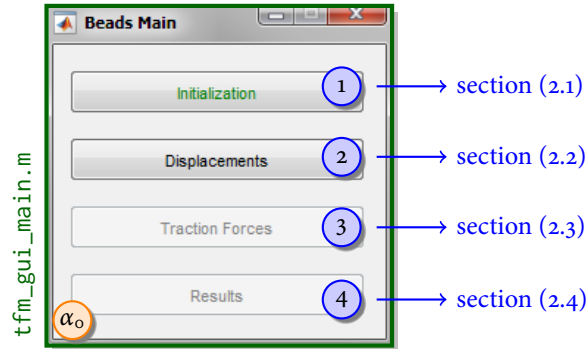 Beads Main
Initialization 1 section (2.1)
Displacements 2 section (2.2)
Traction Forces 3 section (2.3)
Results 4 section (2.4)
α₀
tfm_gui_main.m